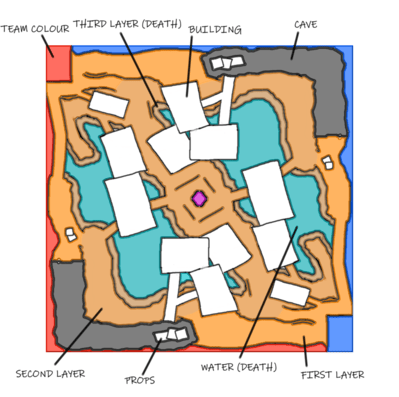 THIRD LAYER (DEATH)
CAVE
TEAM COLOUR
BUILDING
WATER (DEATH)
SECOND LAYER
PROPS
FIRST LAYER